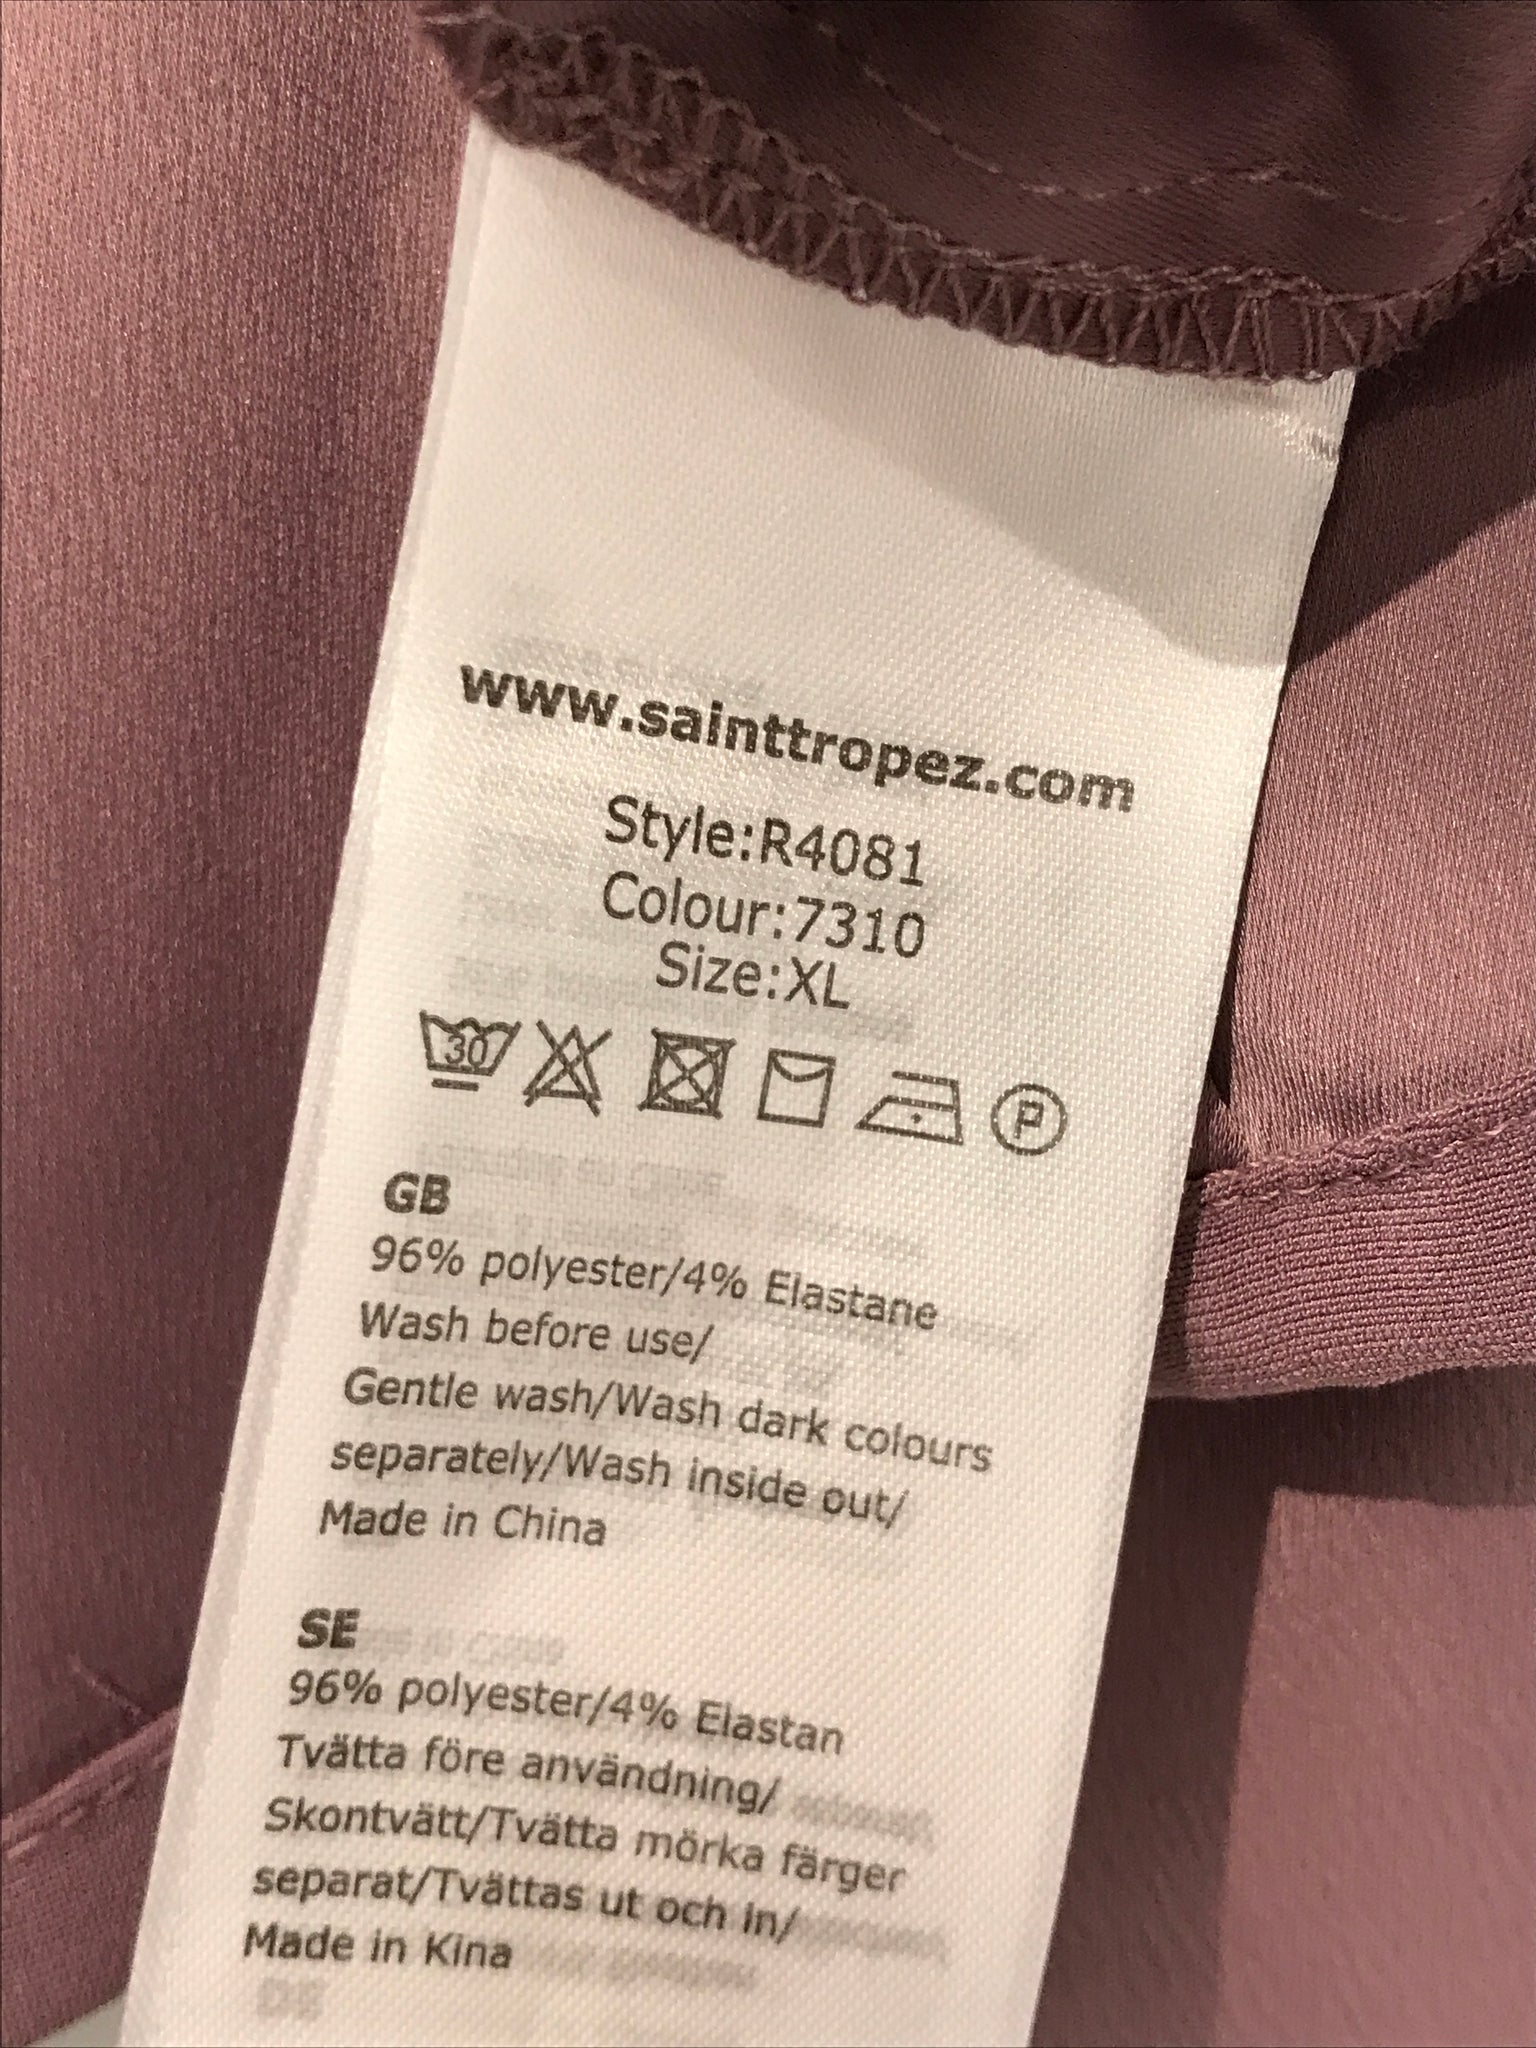 www.sainttropez.com
Style:R4081
Colour:7310
Size:XL
30 P
GB
96% polyester/4% Elastane
Wash before use/
Gentle wash/Wash dark colours
separately/Wash inside out/
Made in China
SE
96% polyester/4% Elastan
Tvätta före användning/
Skontvätt/Tvätta mörka färger
separat/Tvättas ut och in/
Made in Kina
DE